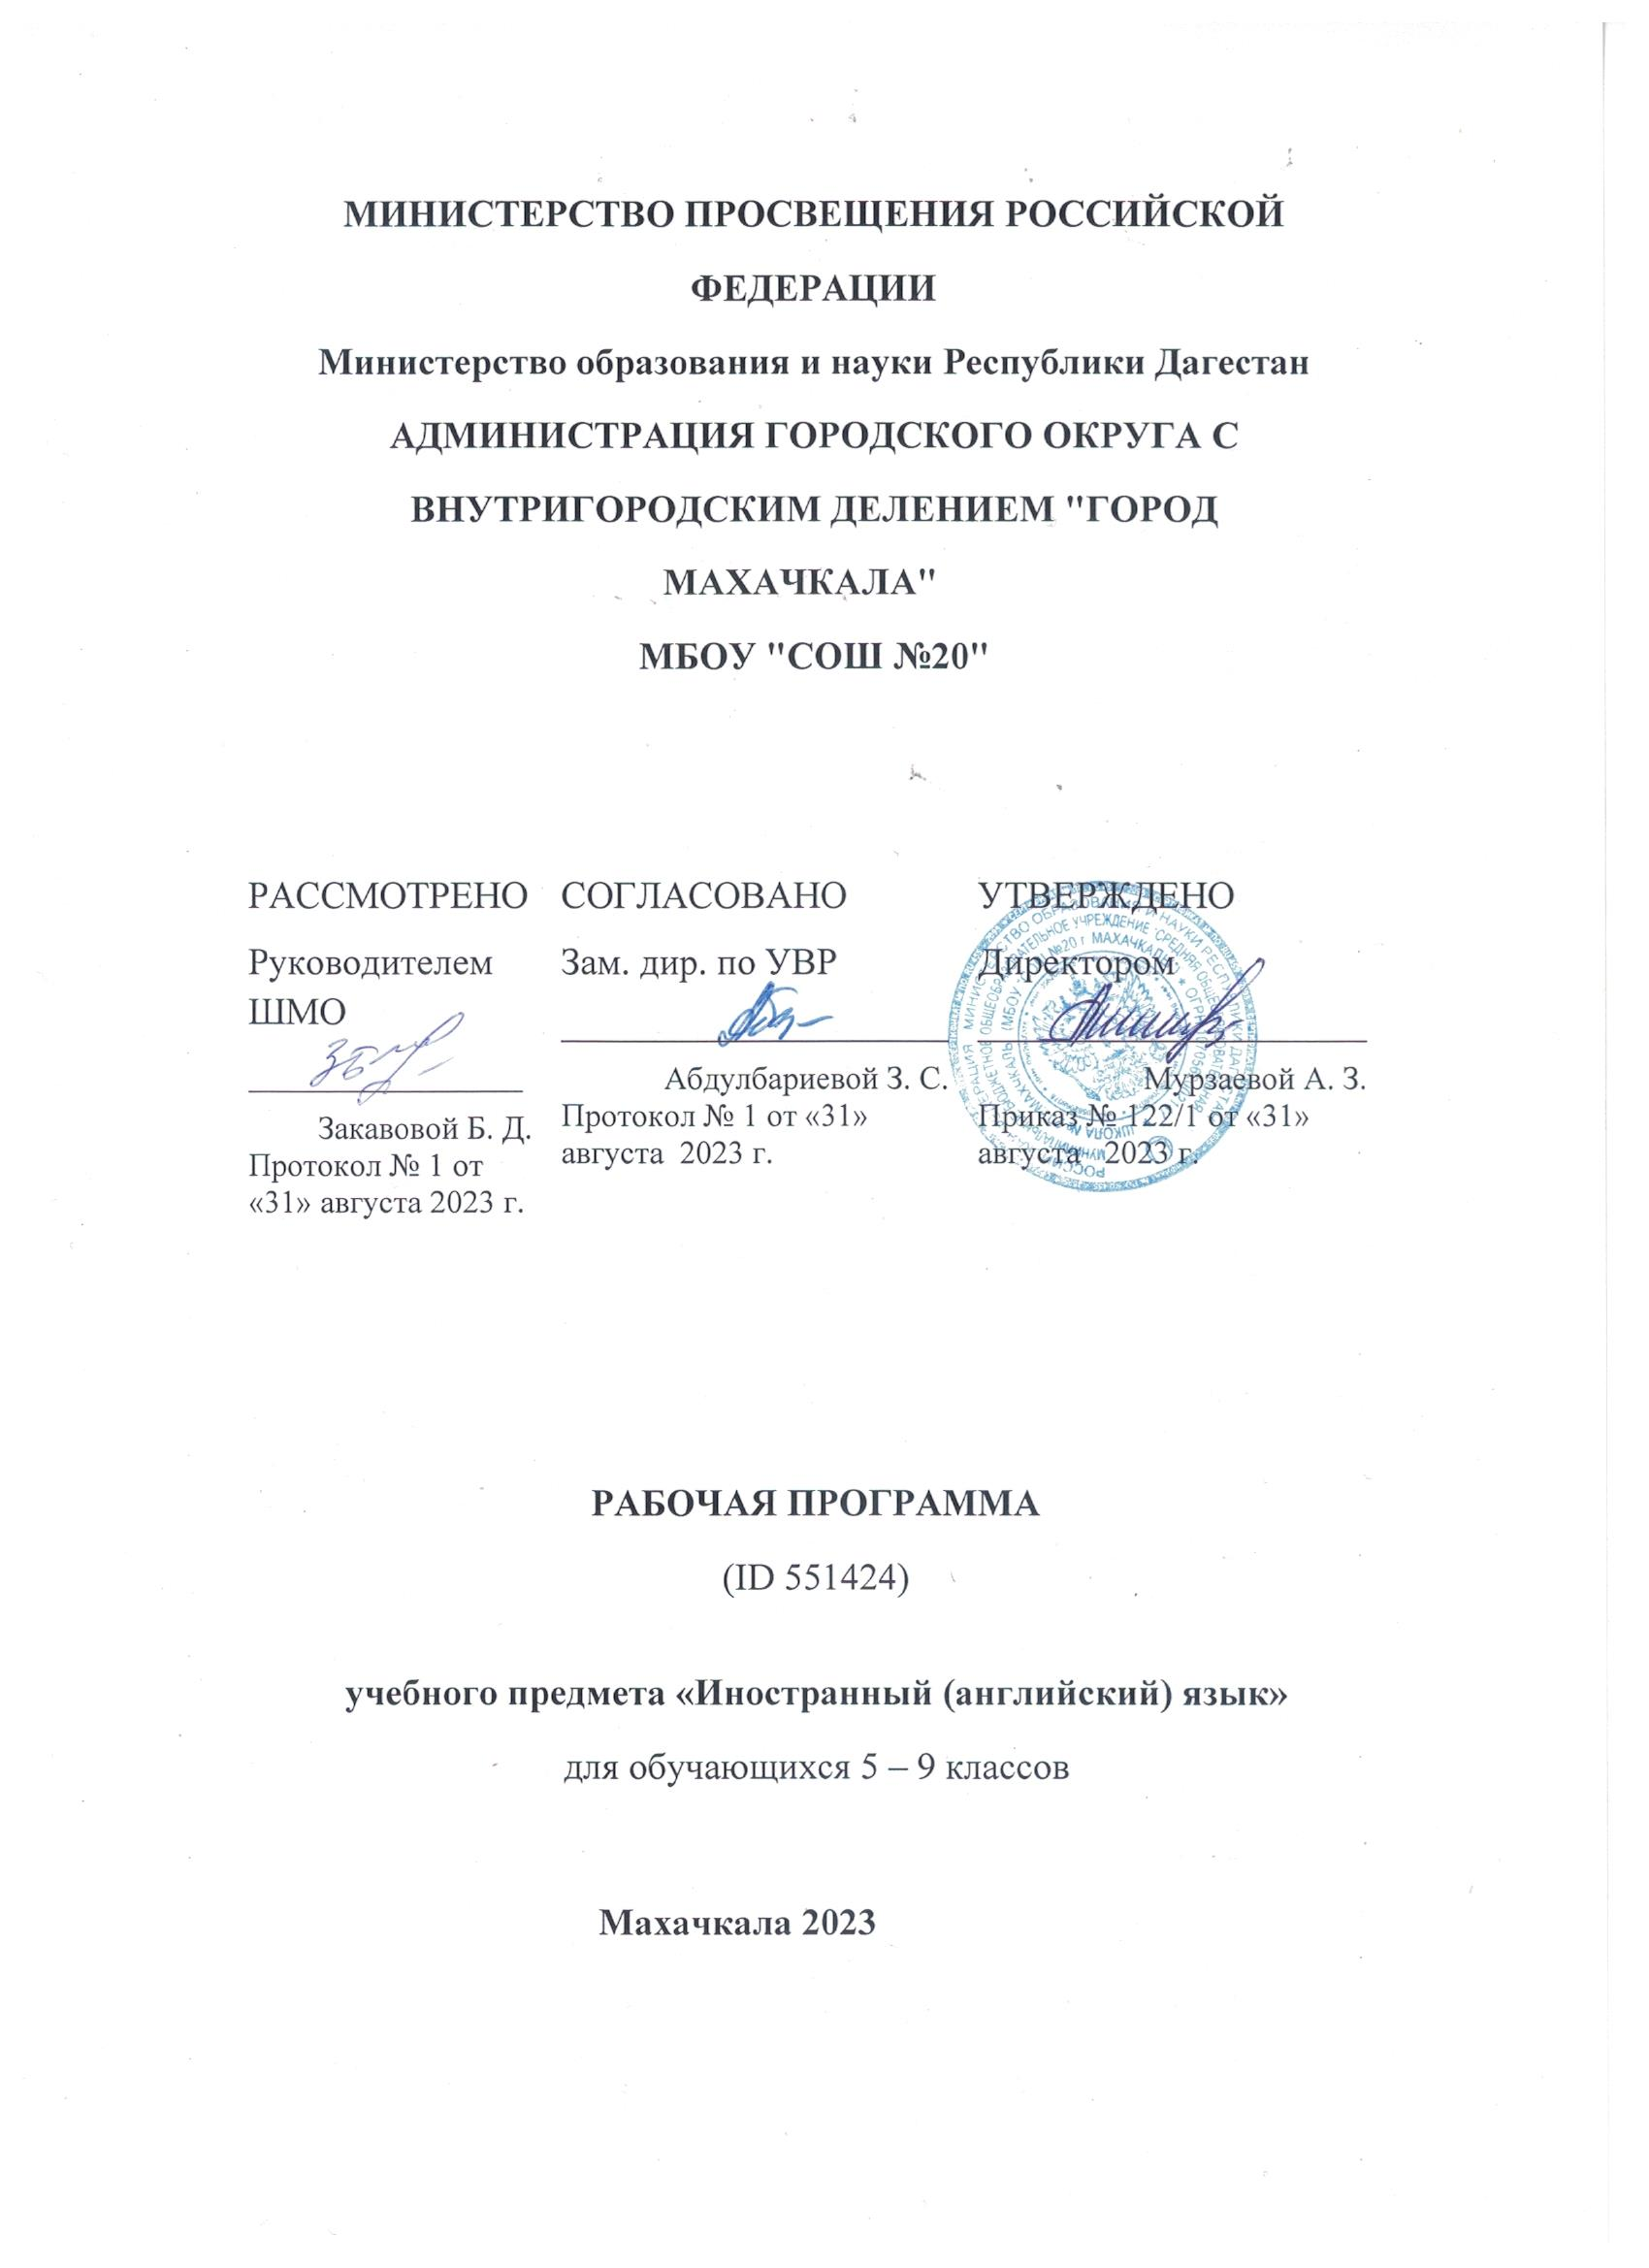 МИНИСТЕРСТВО ПРОСВЕЩЕНИЯ РОССИЙСКОЙ
ФЕДЕРАЦИИ
Министерство образования и науки Республики Дагестан
АДМИНИСТРАЦИЯ ГОРОДСКОГО ОКРУГА С
ВНУТРИГОРОДСКИМ ДЕЛЕНИЕМ "ГОРОД
МАХАЧКАЛА"
МБОУ "СОШ №20"
РАССМОТРЕНО
Руководителем
ШМО
Закавовой Б. Д.
Протокол № 1 от
«31» августа 2023 г.
СОГЛАСОВАНО
Зам. дир. по УВР
Абдулбариевой З. С.
Протокол № 1 от «31»
августа 2023 г.
УТВЕРЖДЕНО
Директором
Мурзаевой А. З.
Приказ № 122/1 от «31»
августа 2023 г.
РАБОЧАЯ ПРОГРАММА
(ID 551424)
учебного предмета «Иностранный (английский) язык»
для обучающихся 5 – 9 классов
Махачкала 2023